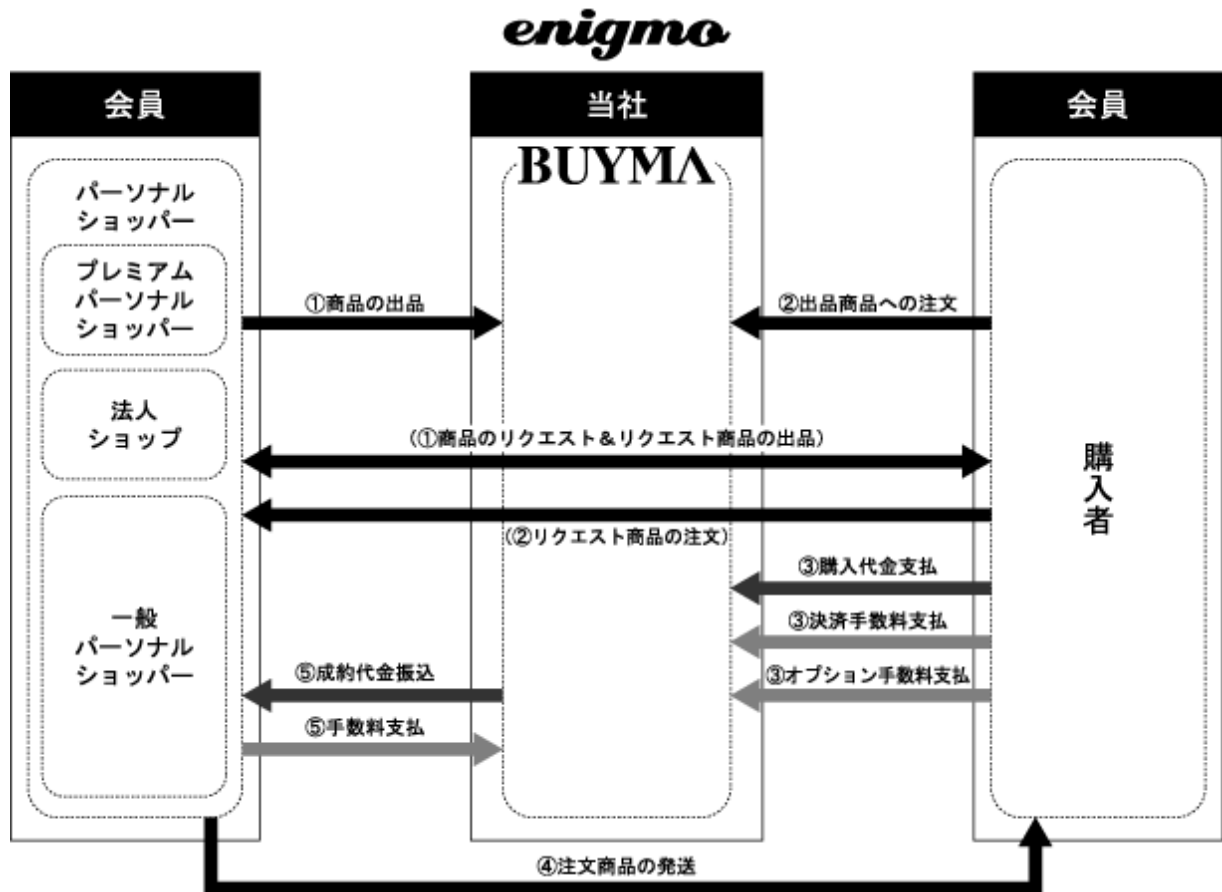 enigmo
会員
当社
会員
BUYMA
パーソナル
ショッパー
プレミアム
パーソナル
ショッパー
①商品の出品
②出品商品への注文
法人
ショップ
(①商品のリクエスト&リクエスト商品の出品)
購入者
(②リクエスト商品の注文)
③購入代金支払
③決済手数料支払
一般
パーソナル
ショッパー
⑤成約代金振込
③オプション手数料支払
⑤手数料支払
④注文商品の発送